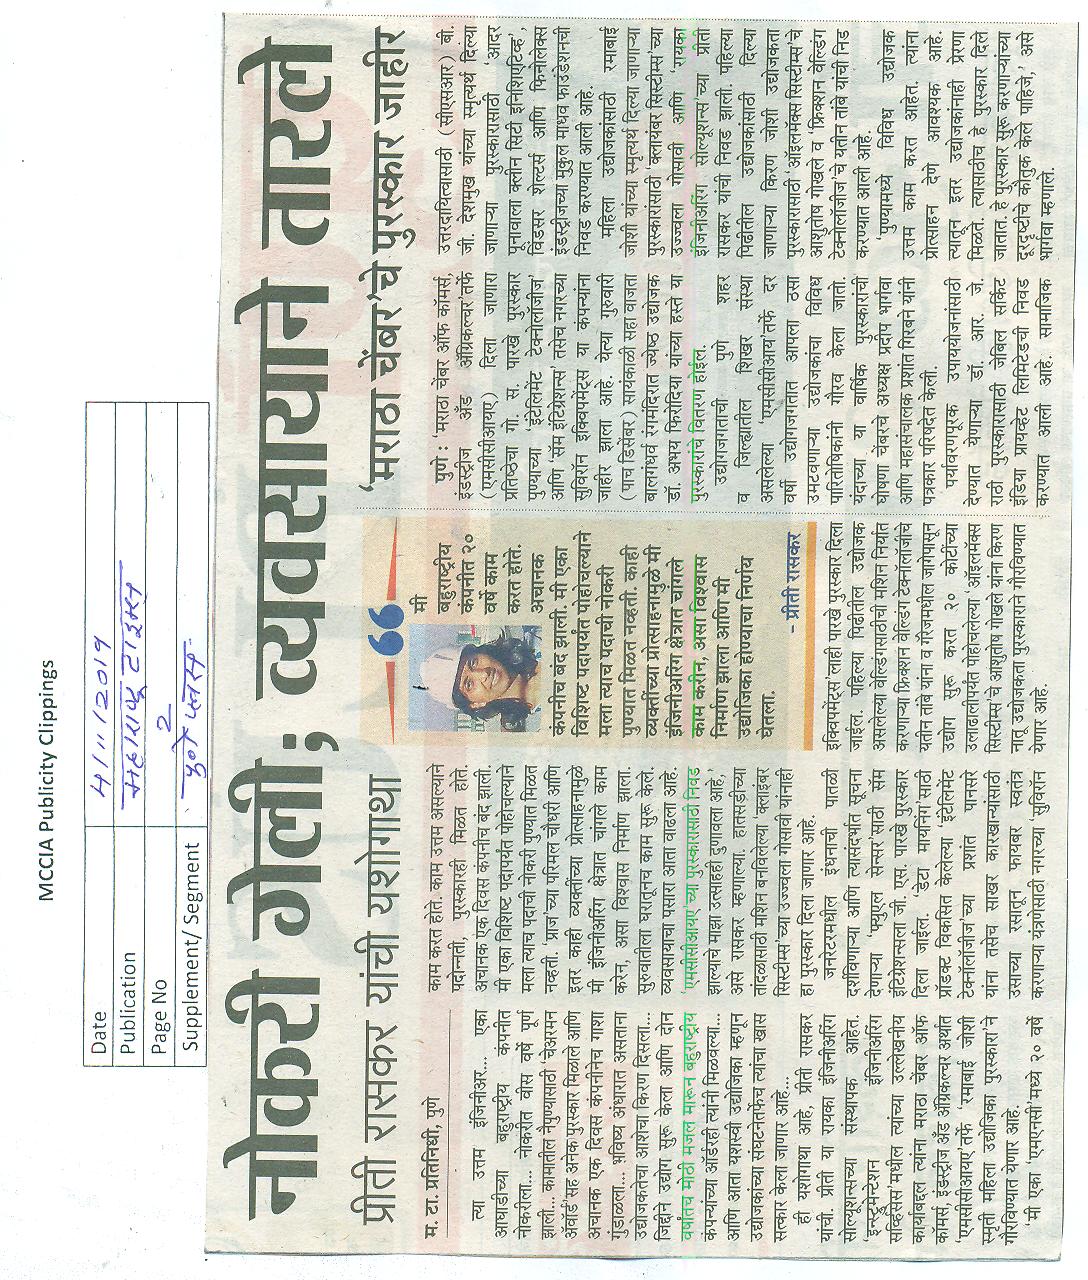 MCCIA Publicity Clippings
Date 4/11/2019
Publication महाराष्ट्र टाइम्स
Page No 2
Supplement/ Segment पुणे प्लस
नोकरी गेली; व्यवसायाने तारले
प्रीती रासकर यांची यशोगाथा
म. टा. प्रतिनिधी, पुणे
त्या उत्तम इंजिनीअर... एका
आघाडीच्या बहुराष्ट्रीय कंपनीत
नोकरीला... नोकरीत वीस वर्षे पूर्ण
झाली... कामातील नैपुण्यासाठी 'चेअरमन
अ‍ॅवॉर्ड'सह अनेक पुरस्कार मिळाले आणि
अचानक एक दिवस कंपनीनेच गाशा
गुंडाळला... भविष्य अंधारात असताना
उद्योजकतेचा आशेचा किरण दिसला...
जिद्दीने उद्योग सुरू केला आणि दोन
वर्षांतच मोठी मजल मारून बहुराष्ट्रीय
कंपन्यांच्या ऑर्डरही त्यांनी मिळवल्या...
आणि आता यशस्वी उद्योजिका म्हणून
उद्योजकांच्या संघटनेतर्फेच त्यांचा खास
सत्कार केला जाणार आहे...
ही यशोगाथा आहे, प्रीती रासकर
यांची. प्रीती या रायका इंजिनीअरिंग
सोल्यूशन्सच्या संस्थापक आहेत.
'इन्स्ट्रुमेन्टेशन इंजिनीअरिंग
सर्व्हिसेस'मधील त्यांच्या उल्लेखनीय
कार्याबद्दल त्यांना मराठा चेंबर ऑफ
कॉमर्स, इंडस्ट्रीज अँड अ‍ॅग्रिकल्चर अर्थात
'एमसीसीआयए'तर्फे 'रमाबाई जोशी
स्मृती महिला उद्योजिका पुरस्कारा'ने
गौरविण्यात येणार आहे.
'मी एका 'एमएनसी'मध्ये २० वर्षे
काम करत होते. काम उत्तम असल्याने
पदोन्नती, पुरस्कारही मिळत होते.
अचानक एक दिवस कंपनीच बंद झाली.
मी एका विशिष्ट पदापर्यंत पोहोचल्याने
मला त्याच पदाची नोकरी पुण्यात मिळत
नव्हती. 'प्राज'च्या परिमल चौधरी आणि
इतर काही व्यक्तींच्या प्रोत्साहनामुळे
मी इंजिनीअरिंग क्षेत्रात चांगले काम
करेन, असा विश्वास निर्माण झाला.
सुरुवातीला घरातूनच काम सुरू केले.
व्यवसायाचा पसारा आता वाढला आहे.
'एमसीसीआयए'च्या पुरस्कारासाठी निवड
झाल्याचे माझा उत्साहही दुणावला आहे,'
असे रासकर म्हणाल्या. हातसडीच्या
तांदळासाठी मशिन बनविलेल्या 'क्लाइंबर
सिस्टीम्स'च्या उज्ज्वला गोसावी यांनाही
हा पुरस्कार दिला जाणार आहे.
जनरेटरमधील इंधनाची पातळी
दर्शविणाऱ्या आणि त्यासंदर्भात सूचना
देणाऱ्या 'फ्युएल सेन्सर'साठी सॅम
इंटिग्रेशन्सला जी. एस. पारखे पुरस्कार
दिला जाईल. 'डेटा मायनिंग'साठी
प्रॉडक्ट विकसित केलेल्या 'इंटेलिमेंट
टेक्नॉलॉजीज'च्या प्रशांत पानसरे
यांना तसेच साखर कारखान्यांसाठी
उसाच्या रसातून फायबर स्वतंत्र
करणाऱ्या यंत्रणेसाठी नगरच्या 'सुविरॉन
मी
बहुराष्ट्रीय
कंपनीत २०
वर्षे काम
करत होते.
अचानक
कंपनीच बंद झाली. मी एका
विशिष्ट पदापर्यंत पोहोचल्याने
मला त्याच पदाची नोकरी
पुण्यात मिळत नव्हती. काही
व्यक्तींच्या प्रोत्साहनामुळे मी
इंजिनीअरिंग क्षेत्रात चांगले
काम करीन, असा विश्वास
निर्माण झाला आणि मी
उद्योजिका होण्याचा निर्णय
घेतला.
- प्रीती रासकर
इक्विपमेंट्स'लाही पारखे पुरस्कार दिला
जाईल. पहिल्या पिढीतील उद्योजक
असलेल्या वेल्डिंगसाठीची मशिन निर्यात
करणाऱ्या फ्रिक्शन वेल्डिंग टेक्नॉलॉजीचे
यतीन तांबे यांना व गॅरेजमधील जागेपासून
उद्योग सुरू करत २० कोटींच्या
उलाढालीपर्यंत पोहोचलेल्या 'ऑइलमॅक्स
सिस्टीम्स'चे आशुतोष गोखले यांना किरण
नातू उद्योजकता पुरस्काराने गौरविण्यात
येणार आहे.
'मराठा चेंबर'चे पुरस्कार जाहीर
पुणे : 'मराठा चेंबर ऑफ कॉमर्स,
इंडस्ट्रीज अँड अ‍ॅग्रिकल्चर'तर्फे
(एमसीसीआयए) दिला जाणारा
प्रतिष्ठेचा गो. स. पारखे पुरस्कार
पुण्याच्या 'इंटेलिमेंट टेक्नोलॉजीज'
आणि 'सॅम इंटिग्रेशन्स' तसेच नगरच्या
सुविरॉन इक्विपमेंट्स या कंपन्यांना
जाहीर झाला आहे. येत्या गुरुवारी
(पाच डिसेंबर) सायंकाळी सहा वाजता
बालगंधर्व रंगमंदिरात ज्येष्ठ उद्योजक
डॉ. अभय फिरोदिया यांच्या हस्ते या
पुरस्कारांचे वितरण होईल.
उद्योगजगताची पुणे शहर
व जिल्ह्यातील शिखर संस्था
असलेल्या 'एमसीसीआय'तर्फे दर
वर्षी उद्योगजगतात आपला ठसा
उमटवणाऱ्या उद्योजकांचा विविध
पारितोषिकांनी गौरव केला जातो.
यंदाच्या या वार्षिक पुरस्कारांची
घोषणा चेंबरचे अध्यक्ष प्रदीप भार्गवा
आणि महासंचालक प्रशांत गिरबने यांनी
पत्रकार परिषदेत केली.
पर्यावरणपूरक उपाययोजनांसाठी
देण्यात येणाऱ्या डॉ. आर. जे.
राठी पुरस्कारासाठी जेबिल सर्किट
इंडिया प्रायव्हेट लिमिटेडची निवड
करण्यात आली आहे. सामाजिक
उत्तरदायित्वासाठी (सीएसआर) बी.
जी. देशमुख यांच्या स्मृत्यर्थ दिल्या
जाणाऱ्या पुरस्कारासाठी 'आदर
पूनावाला क्लीन सिटी इनिशिएटिव्ह',
विंडसर शेल्टर्स आणि फिनोलेक्स
इंडस्ट्रीजच्या मुकुल माधव फाउंडेशनची
निवड करण्यात आली आहे.
महिला उद्योजकांसाठी रमाबाई
जोशी यांच्या स्मृत्यर्थ दिल्या जाणाऱ्या
पुरस्कारांसाठी 'क्लायंबर सिस्टीम्स'च्या
उज्ज्वला गोसावी आणि 'रायका
इंजिनीअरिंग सोल्यूशन्स'च्या प्रीती
रासकर यांची निवड झाली. पहिल्या
पिढीतील उद्योजकांसाठी दिल्या
जाणाऱ्या किरण जोशी उद्योजकता
पुरस्कारासाठी 'ऑइलमॅक्स सिस्टीम्स'चे
आशुतोष गोखले व 'फ्रिक्शन वेल्डिंग
टेक्नोलॉजीज'चे यतीन तांबे यांची निड
करण्यात आली आहे.
'पुण्यामध्ये विविध उद्योजक
उत्तम काम करत आहेत. त्यांना
प्रोत्साहन देणे आवश्यक आहे.
त्यातून इतर उद्योजकांनाही प्रेरणा
मिळते. त्यासाठीच हे पुरस्कार दिले
जातात. हे पुरस्कार सुरू करणाऱ्यांच्या
दूरदृष्टीचे कौतुक केले पाहिजे,' असे
भार्गवा म्हणाले.